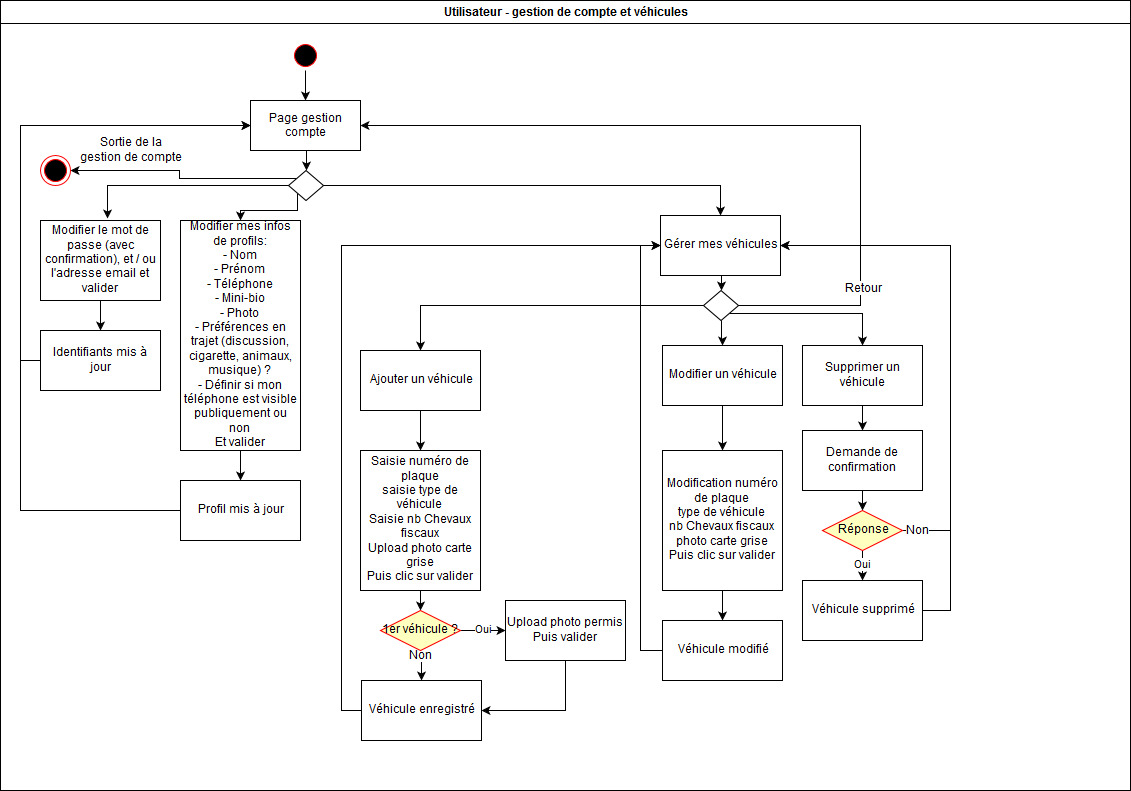 Utilisateur - gestion de compte et véhicules
Page gestion
compte
Sortie de la
gestion de compte
Modifier le mot de
passe (avec
confirmation), et / ou
l'adresse email et
valider
Identifiants mis à
jour
Modifier mes infos
de profils:
- Nom
- Prénom
- Téléphone
- Mini-bio
- Photo
- Préférences en
trajet (discussion,
cigarette, animaux,
musique) ?
- Définir si mon
téléphone est visible
publiquement ou
non
Et valider
Profil mis à jour
Gérer mes véhicules
Retour
Ajouter un véhicule
Saisie numéro de
plaque
saisie type de
véhicule
Saisie nb Chevaux
fiscaux
Upload photo carte
grise
Puis clic sur valider
1er véhicule ?
Oui
Upload photo permis
Puis valider
Non
Véhicule enregistré
Modifier un véhicule
Modification numéro
de plaque
type de véhicule
nb Chevaux fiscaux
photo carte grise
Puis clic sur valider
Véhicule modifié
Supprimer un
véhicule
Demande de
confirmation
Réponse
Non
Oui
Véhicule supprimé